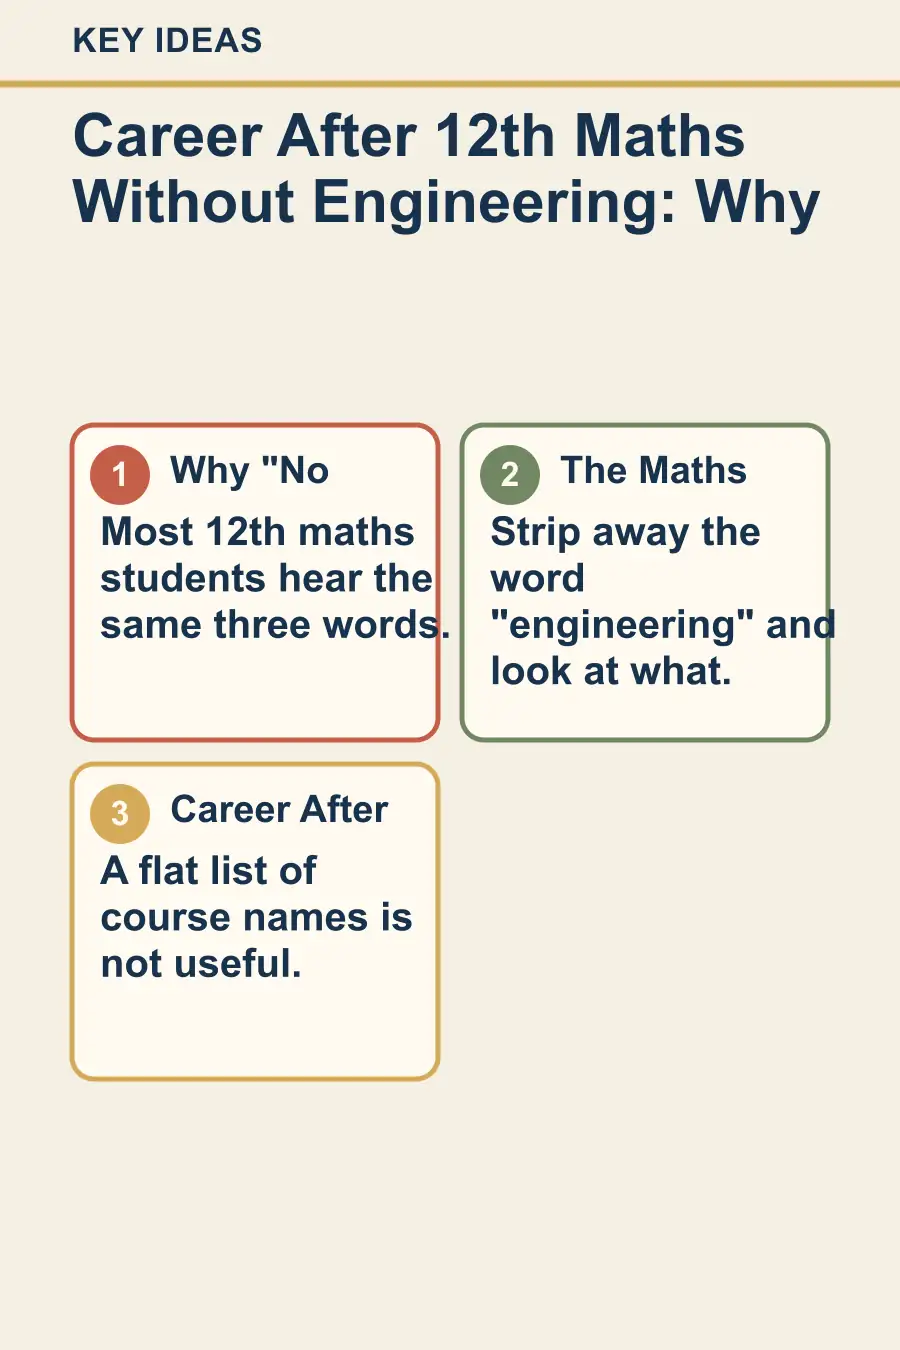 KEY IDEAS
Career After 12th Maths
Without Engineering: Why
1
Why "No
Most 12th maths
students hear the
same three words.
2
The Maths
Strip away the
word
"engineering" and
look at what.
3
Career After
A flat list of
course names is
not useful.